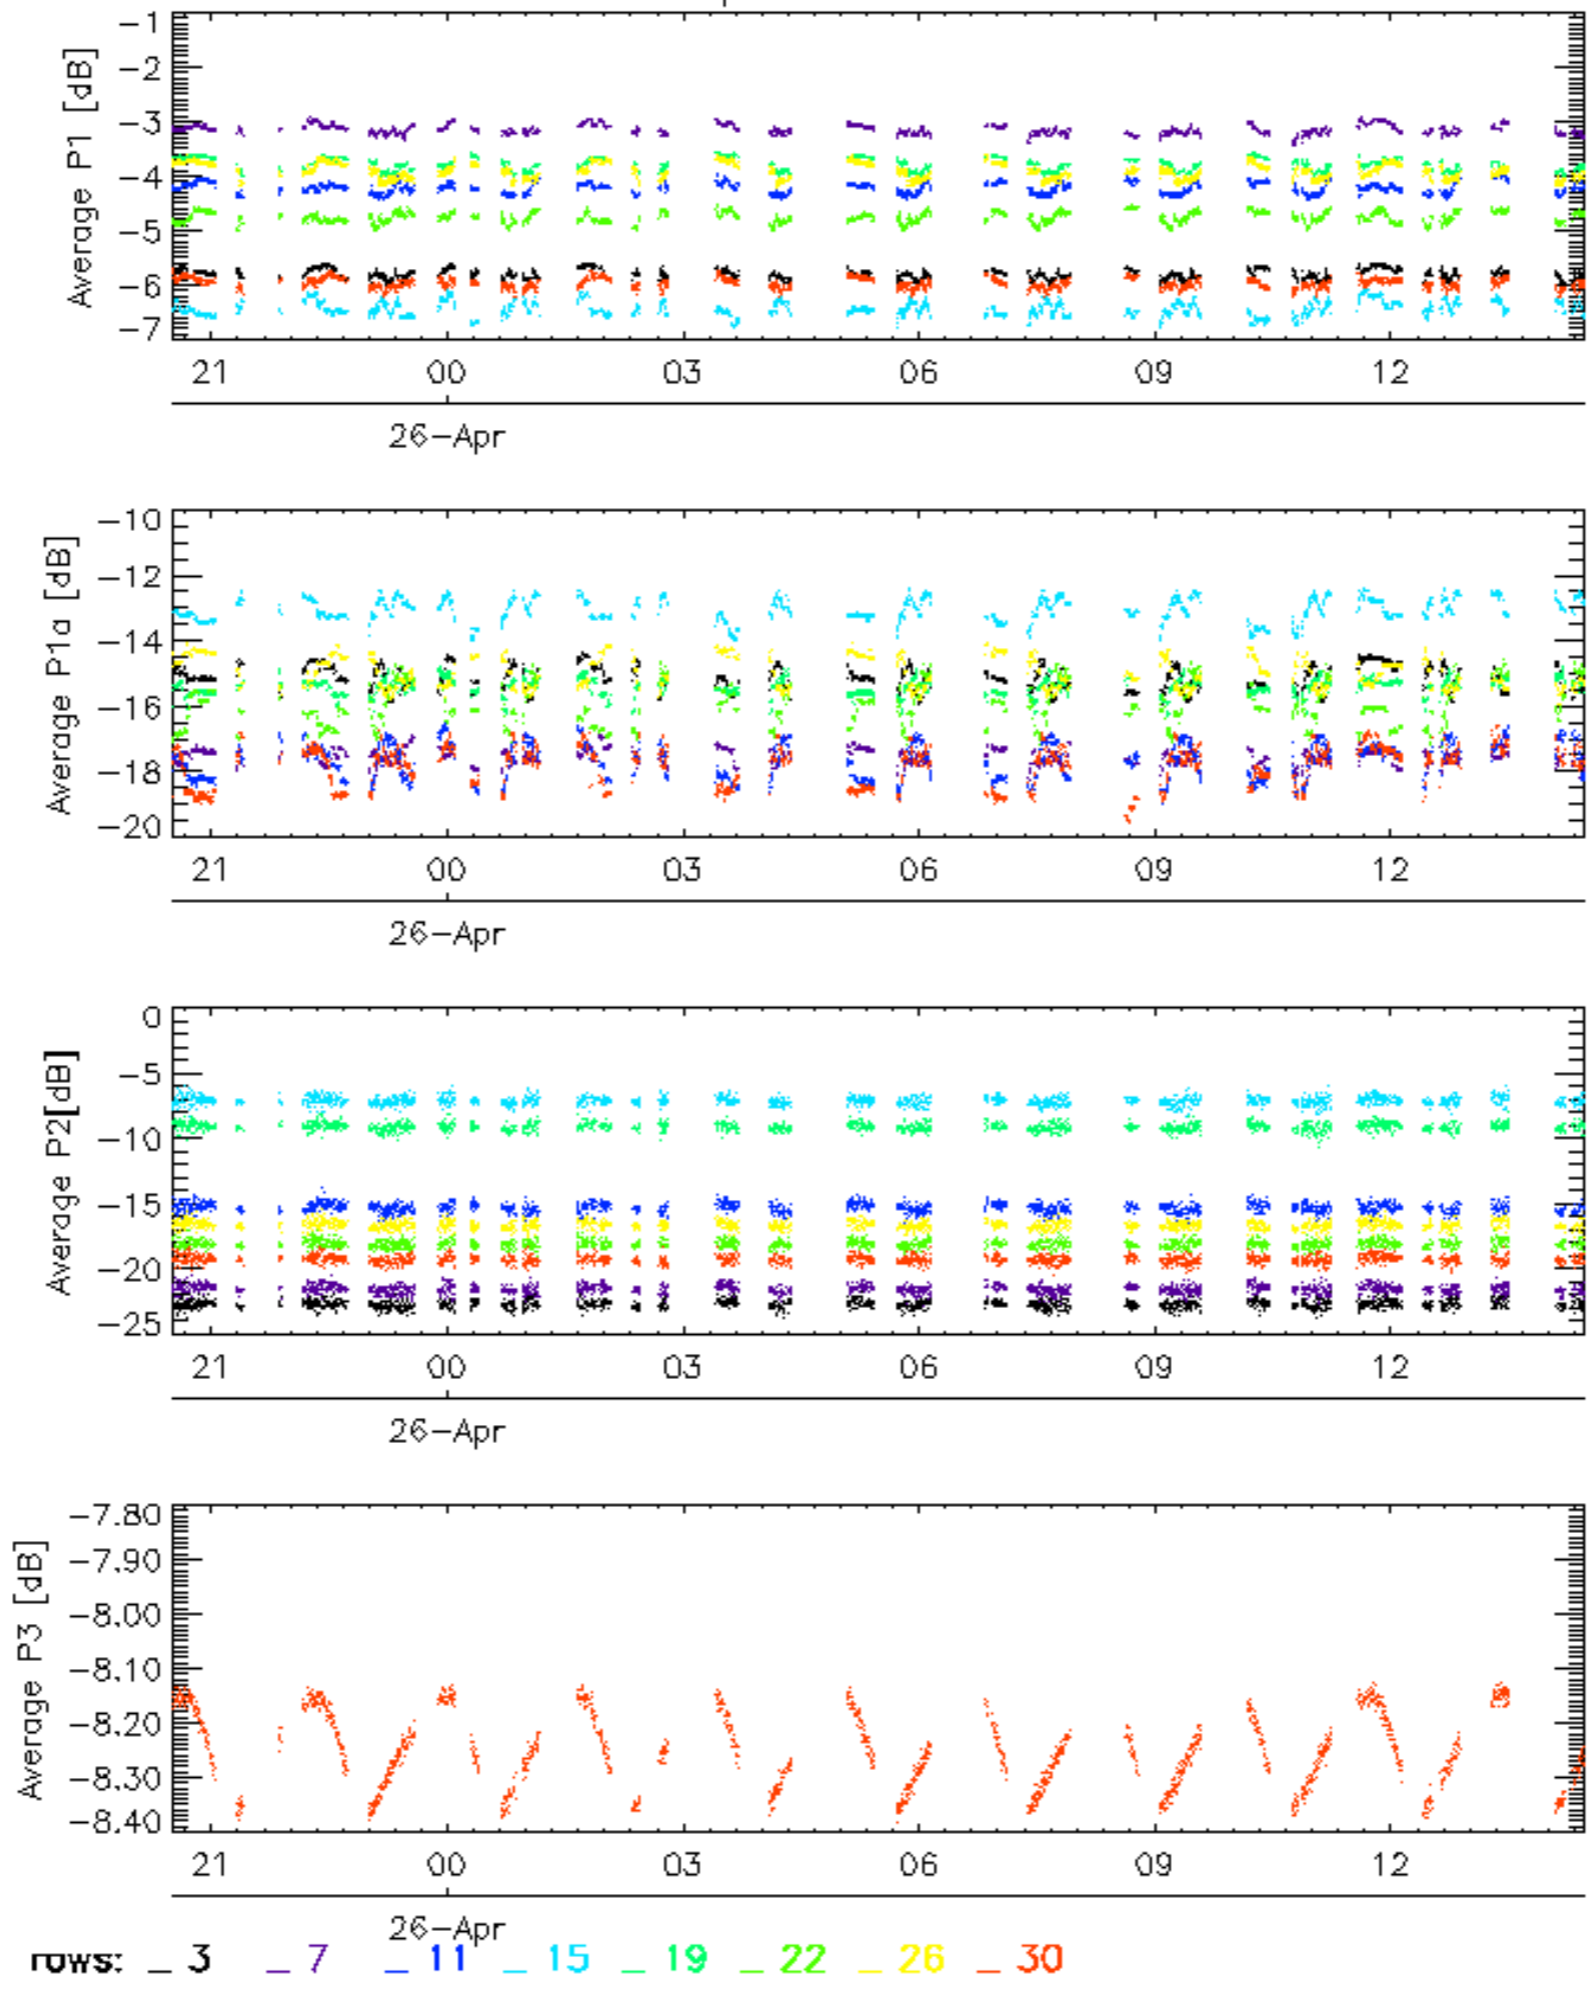 Average P1 [dB]
-1
-2
-3
-4
-5
-6
-7
21 00 03 06 09 12
26-Apr
Average P1a [dB]
-10
-12
-14
-16
-18
-20
21 00 03 06 09 12
26-Apr
Average P2[dB]
0
-5
-10
-15
-20
-25
21 00 03 06 09 12
26-Apr
Average P3 [dB]
-7.80
-7.90
-8.00
-8.10
-8.20
-8.30
-8.40
21 00 03 06 09 12
26-Apr
rows: _ 3 _ 7 _ 11 _ 15 _ 19 _ 22 _ 26 _ 30